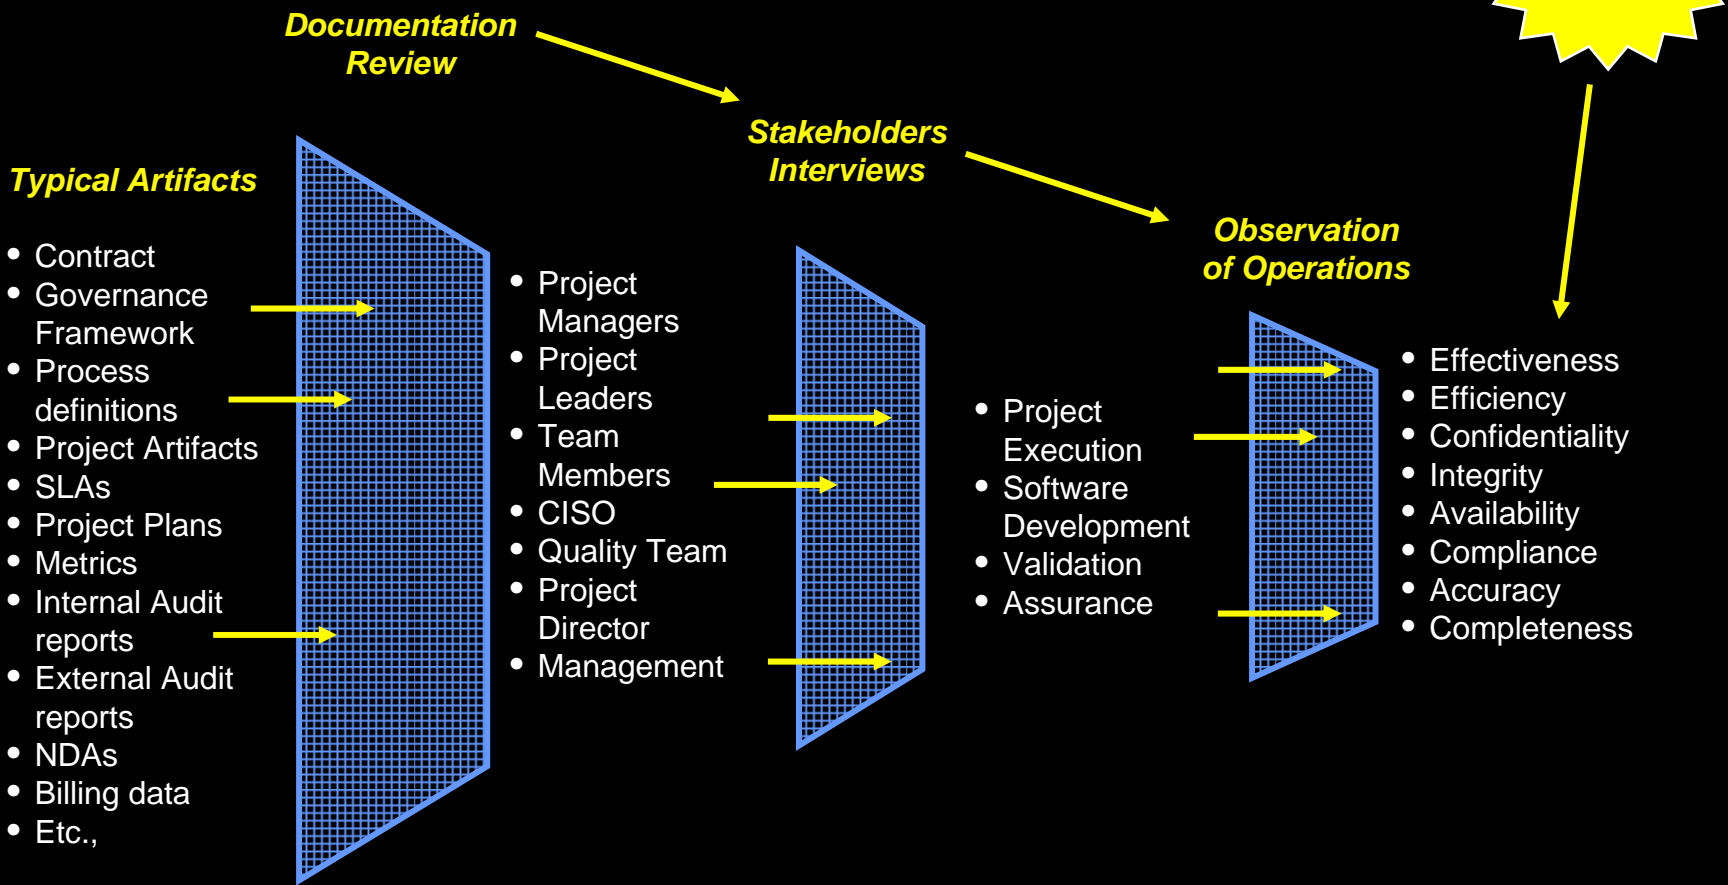 Documentation
Review
Stakeholders
Interviews
Typical Artifacts
Observation
of Operations
• Contract
• Governance
Framework
• Process
definitions
• Project Artifacts
• SLAs
• Project Plans
• Metrics
• Internal Audit
reports
• External Audit
reports
• NDAs
• Billing data
• Etc.,
• Project
Managers
• Project
Leaders
• Team
Members
• CISO
• Quality Team
• Project
Director
• Management
• Project
Execution
• Software
Development
• Validation
• Assurance
• Effectiveness
• Efficiency
• Confidentiality
• Integrity
• Availability
• Compliance
• Accuracy
• Completeness